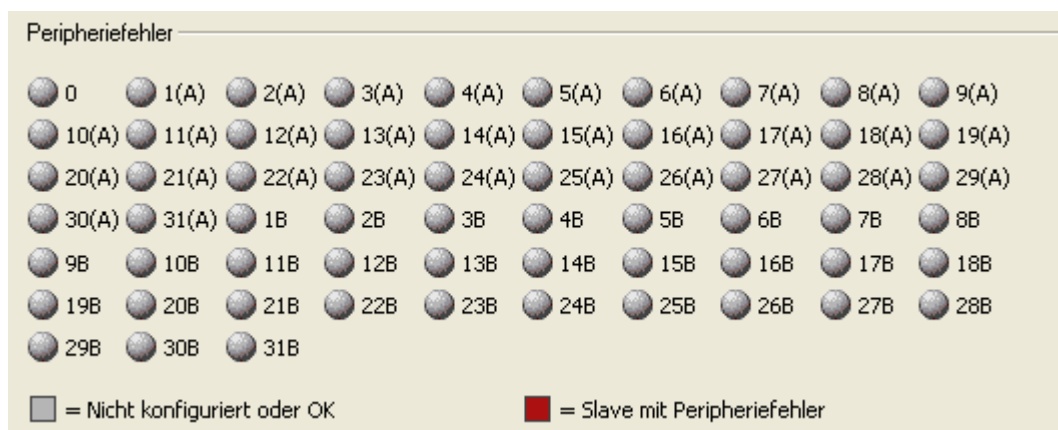 Peripheriefehler
0 1(A) 2(A) 3(A) 4(A) 5(A) 6(A) 7(A) 8(A) 9(A)
10(A) 11(A) 12(A) 13(A) 14(A) 15(A) 16(A) 17(A) 18(A) 19(A)
20(A) 21(A) 22(A) 23(A) 24(A) 25(A) 26(A) 27(A) 28(A) 29(A)
30(A) 31(A) 1B 2B 3B 4B 5B 6B 7B 8B
9B 10B 11B 12B 13B 14B 15B 16B 17B 18B
19B 20B 21B 22B 23B 24B 25B 26B 27B 28B
29B 30B 31B
= Nicht konfiguriert oder OK = Slave mit Peripheriefehler